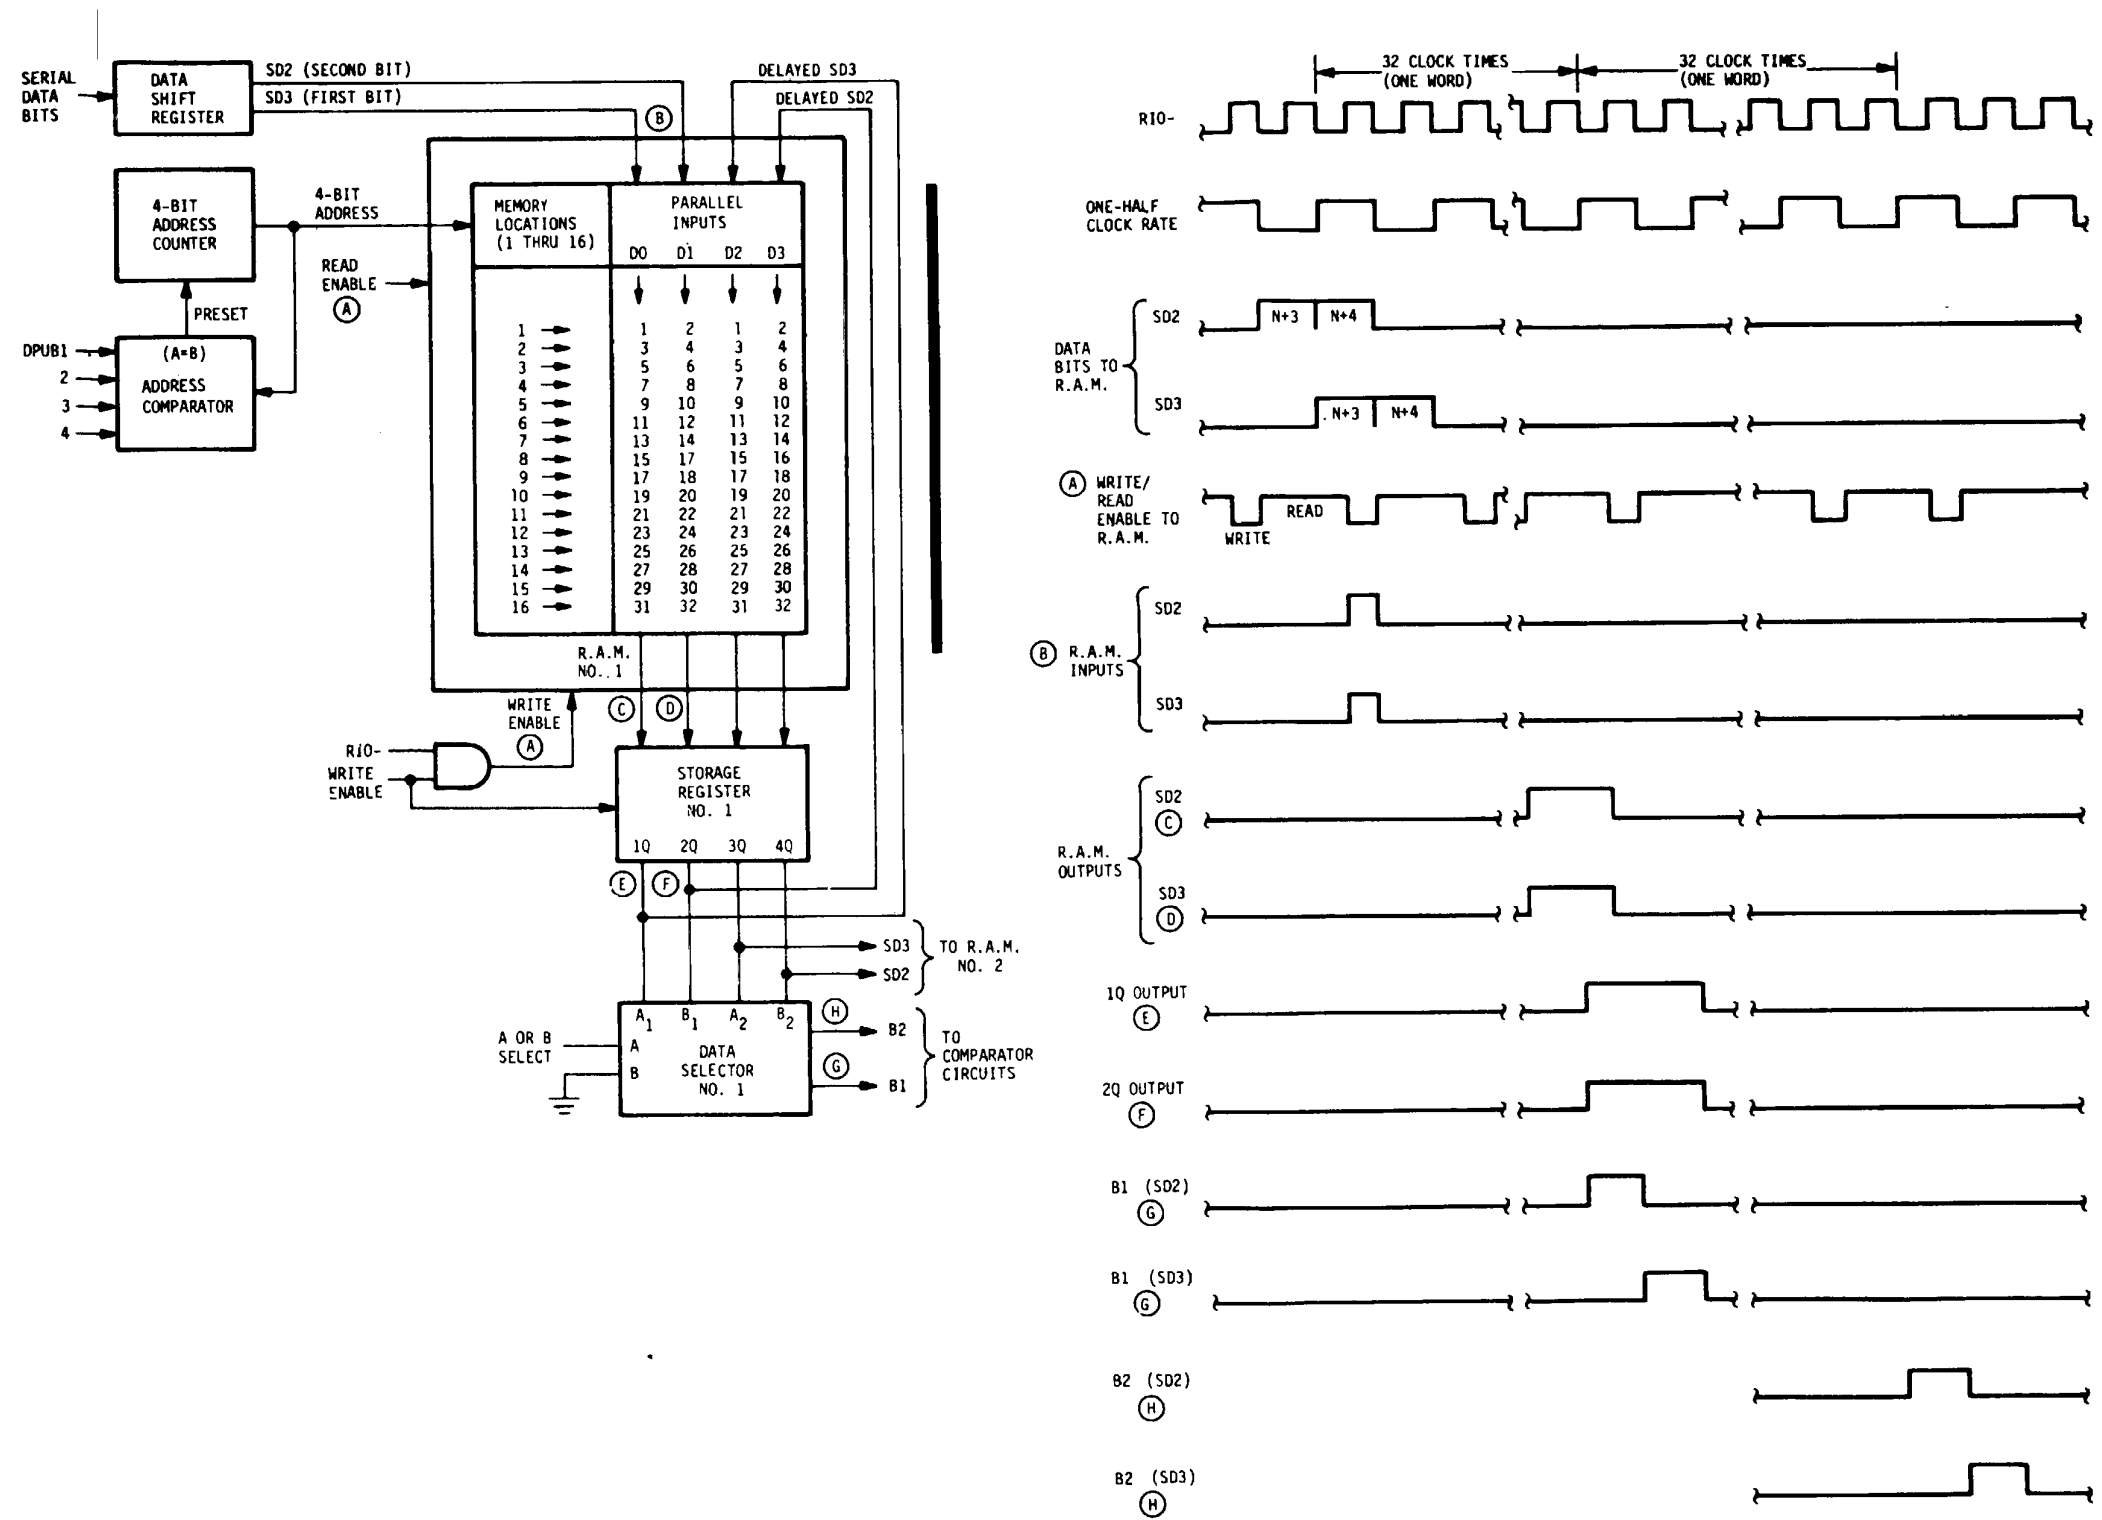 SERIAL
DATA
BITS
DATA
SHIFT
REGISTER
SD2 (SECOND BIT)
SD3 (FIRST BIT)
DELAYED SD3
DELAYED SD2
B
4-BIT
ADDRESS
COUNTER
4-BIT
ADDRESS
READ
ENABLE
A
PRESET
DPUB1
2
3
4
(A=B)
ADDRESS
COMPARATOR
MEMORY
LOCATIONS
(1 THRU 16)
PARALLEL
INPUTS
D0 D1 D2 D3
1 1 2 1 2
2 3 4 3 4
3 5 6 5 6
4 7 8 7 8
5 9 10 9 10
6 11 12 11 12
7 13 14 13 14
8 15 17 15 16
9 17 18 17 18
10 19 20 19 20
11 21 22 21 22
12 23 24 23 24
13 25 26 25 26
14 27 28 27 28
15 29 30 29 30
16 31 32 31 32
R.A.M.
NO. 1
WRITE
ENABLE
A
C
D
RIO-
WRITE
ENABLE
STORAGE
REGISTER
NO. 1
1Q 2Q 3Q 4Q
E
F
SD3
SD2
TO R.A.M.
NO. 2
A1 B1 A2 B2
A OR B
SELECT
A
B
DATA
SELECTOR
NO. 1
H
B2
G
B1
TO
COMPARATOR
CIRCUITS
32 CLOCK TIMES
(ONE WORD)
32 CLOCK TIMES
(ONE WORD)
RIO-
ONE-HALF
CLOCK RATE
DATA
BITS TO
R.A.M.
SD2
N+3 N+4
SD3
N+3 N+4
A
WRITE/
READ
ENABLE TO
R.A.M.
READ
WRITE
B
R.A.M.
INPUTS
SD2
SD3
R.A.M.
OUTPUTS
SD2
C
SD3
D
1Q OUTPUT
E
2Q OUTPUT
F
B1 (SD2)
G
B1 (SD3)
G
B2 (SD2)
H
B2 (SD3)
H